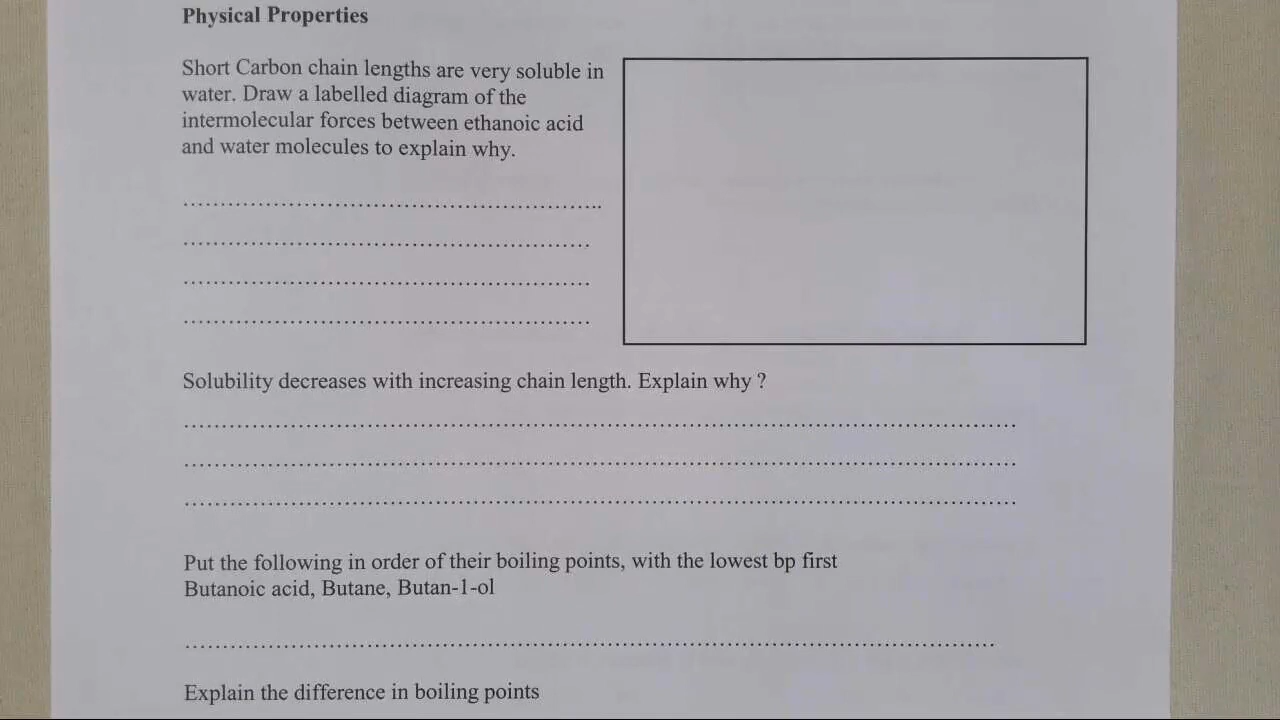 Physical Properties
Short Carbon chain lengths are very soluble in
water. Draw a labelled diagram of the
intermolecular forces between ethanoic acid
and water molecules to explain why.
Solubility decreases with increasing chain length. Explain why ?
Put the following in order of their boiling points, with the lowest bp first
Butanoic acid, Butane, Butan-1-ol
Explain the difference in boiling points